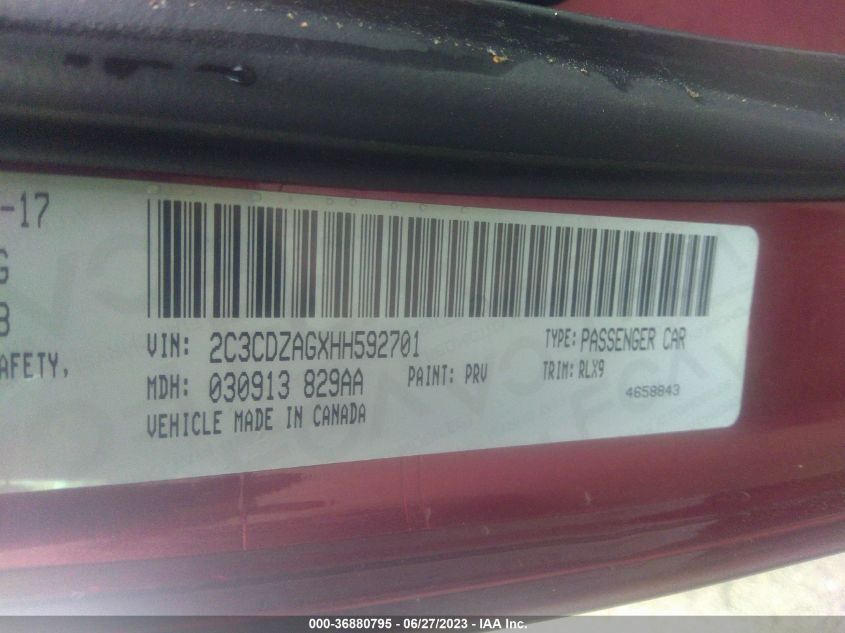 -17
G
B
AFETY,
VIN: 2C3CDZAGXHH592701
TYPE: PASSENGER CAR
MDH: 030913 829AA
PAINT: PRV
TRIM: RLX9
VEHICLE MADE IN CANADA
4658843
000-36880795 - 06/27/2023 - IAA Inc.